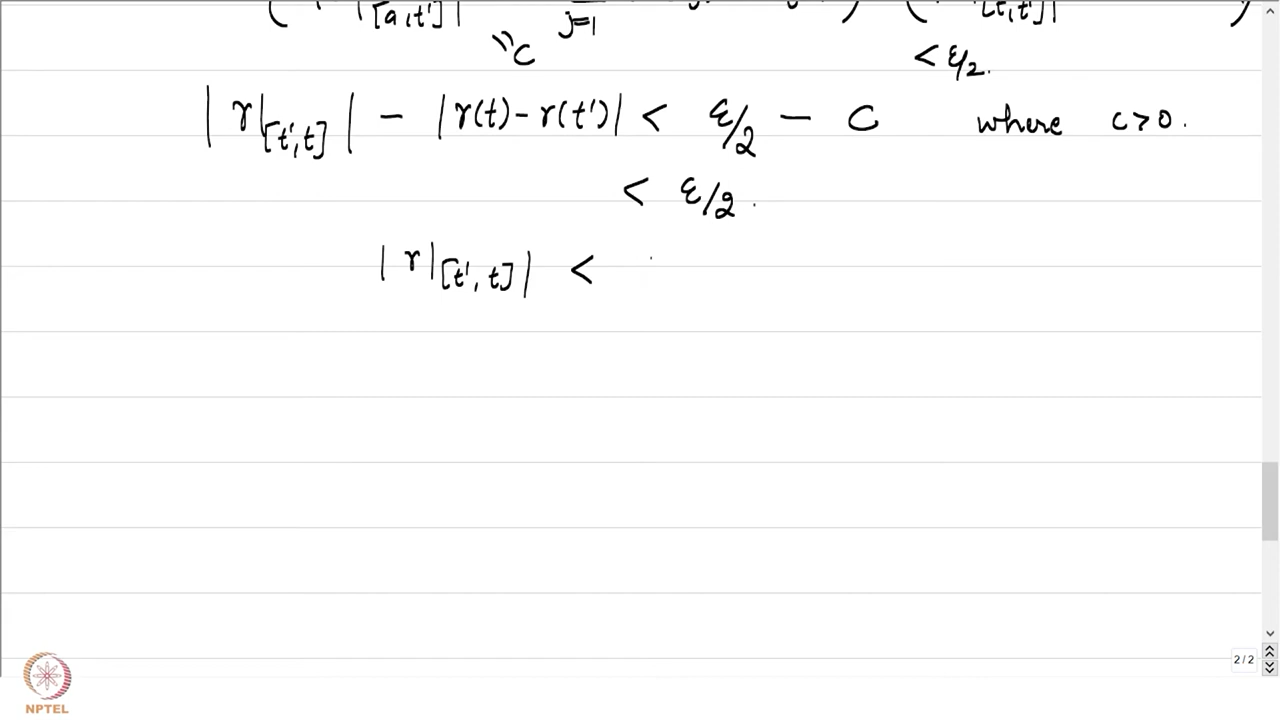 [a,t'] j=1 [t,t']
"C < ε/2.
|γ|[t',t]| - |γ(t)-γ(t')| < ε/2 - C where c>0.
< ε/2.
|γ|[t',t]| <
2/2
NPTEL